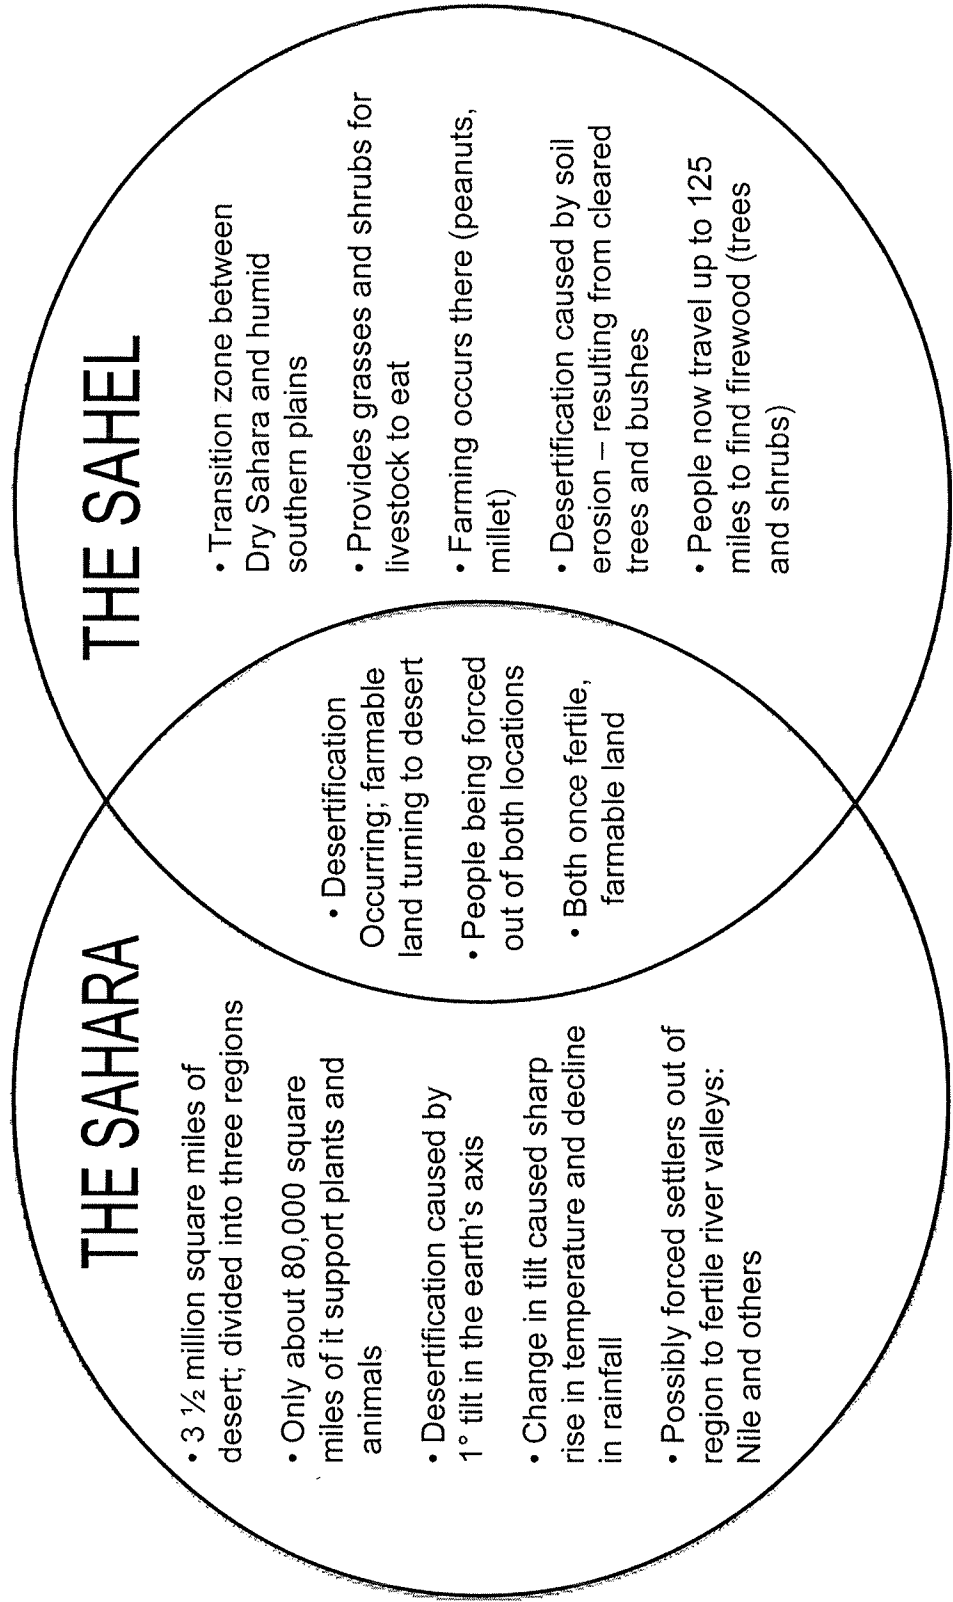 THE SAHARA
• 3 ½ million square miles of
desert; divided into three regions
• Only about 80,000 square
miles of it support plants and
animals
• Desertification caused by
1° tilt in the earth's axis
• Change in tilt caused sharp
rise in temperature and decline
in rainfall
• Possibly forced settlers out of
region to fertile river valleys:
Nile and others
• Desertification
Occurring; farmable
land turning to desert
• People being forced
out of both locations
• Both once fertile,
farmable land
THE SAHEL
• Transition zone between
Dry Sahara and humid
southern plains
• Provides grasses and shrubs for
livestock to eat
• Farming occurs there (peanuts,
millet)
• Desertification caused by soil
erosion – resulting from cleared
trees and bushes
• People now travel up to 125
miles to find firewood (trees
and shrubs)